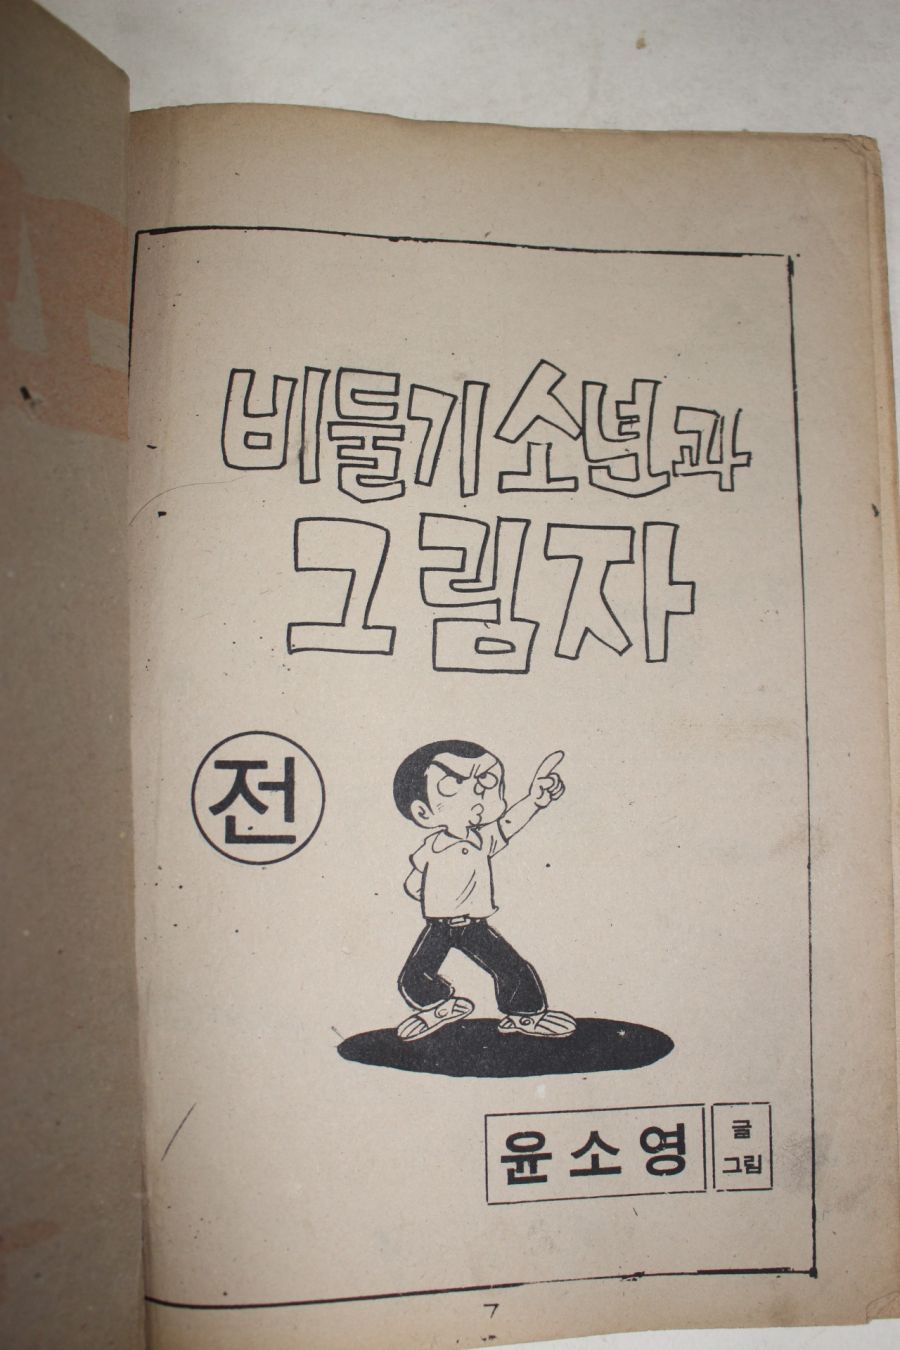 비둘기 소년과
그림자
전
윤소영 글
그림
7